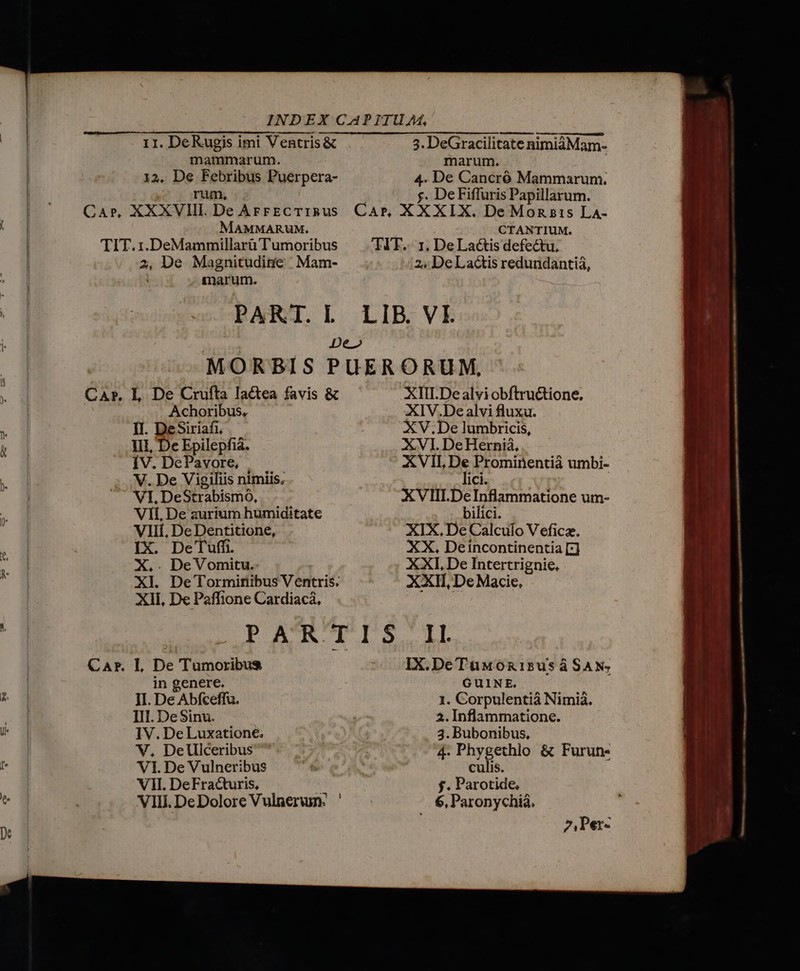 INDEX CAPITUM.
11. De Rugis imi Ventris &
mammarum.
12. De Febribus Puerpera-
rum.
CAP. XXXVIII. De AFFECTIBUS
MAMMARUM.
TIT. 1. De Mammillarũ Tumoribus
2, De Magnitudine Mam-
marum.
3. De Gracilitate nimiâ Mam-
marum.
4. De Cancrô Mammarum.
5. De Fiſſuris Papillarum.
CAP. XXXIX. De MORBIS LA-
CTANTIUM.
TIT. 1. De Lactis defectu.
2. De Lactis redundantiâ,
PART. I. LIB. VI.
De
MORBIS PUERORUM.
CAP. I, De Cruſta lactea favis &
Achoribus,
II. De Siriaſi.
III, De Epilepſiâ.
IV. De Pavore,
V. De Vigiliis nimiis.
VI, De Strabismô,
VII, De aurium humiditate
VIII, De Dentitione,
IX. De Tuſſi.
X. De Vomitu.
XI. De Torminibus Ventris.
XII, De Paſſione Cardiacâ,
XIII. De alvi obſtructione.
XIV. De alvi fluxu.
XV. De lumbricis,
XVI. De Herniâ,
XVII, De Prominentiâ umbi-
lici.
XVIII. De Inflammatione um-
bilici.
XIX. De Calculo Veſicæ.
XX. De incontinentia
XXI, De Intertrignie,
XXII, De Macie,
PARTIS II.
CAP. I, De Tumoribus
in genere.
II. De Abſceſſu.
III. De Sinu.
IV. De Luxatione.
V. De Ulceribus
VI. De Vulneribus
VII. De Fracturis.
VIII. De Dolore Vulnerum.
IX. De TUMORIBUS â SAN-
GUINE.
1. Corpulentiâ Nimiâ.
2. Inflammatione.
3. Bubonibus.
4. Phygethlo & Furun-
culis.
5. Parotide.
6, Paronychiâ.
7, Per-